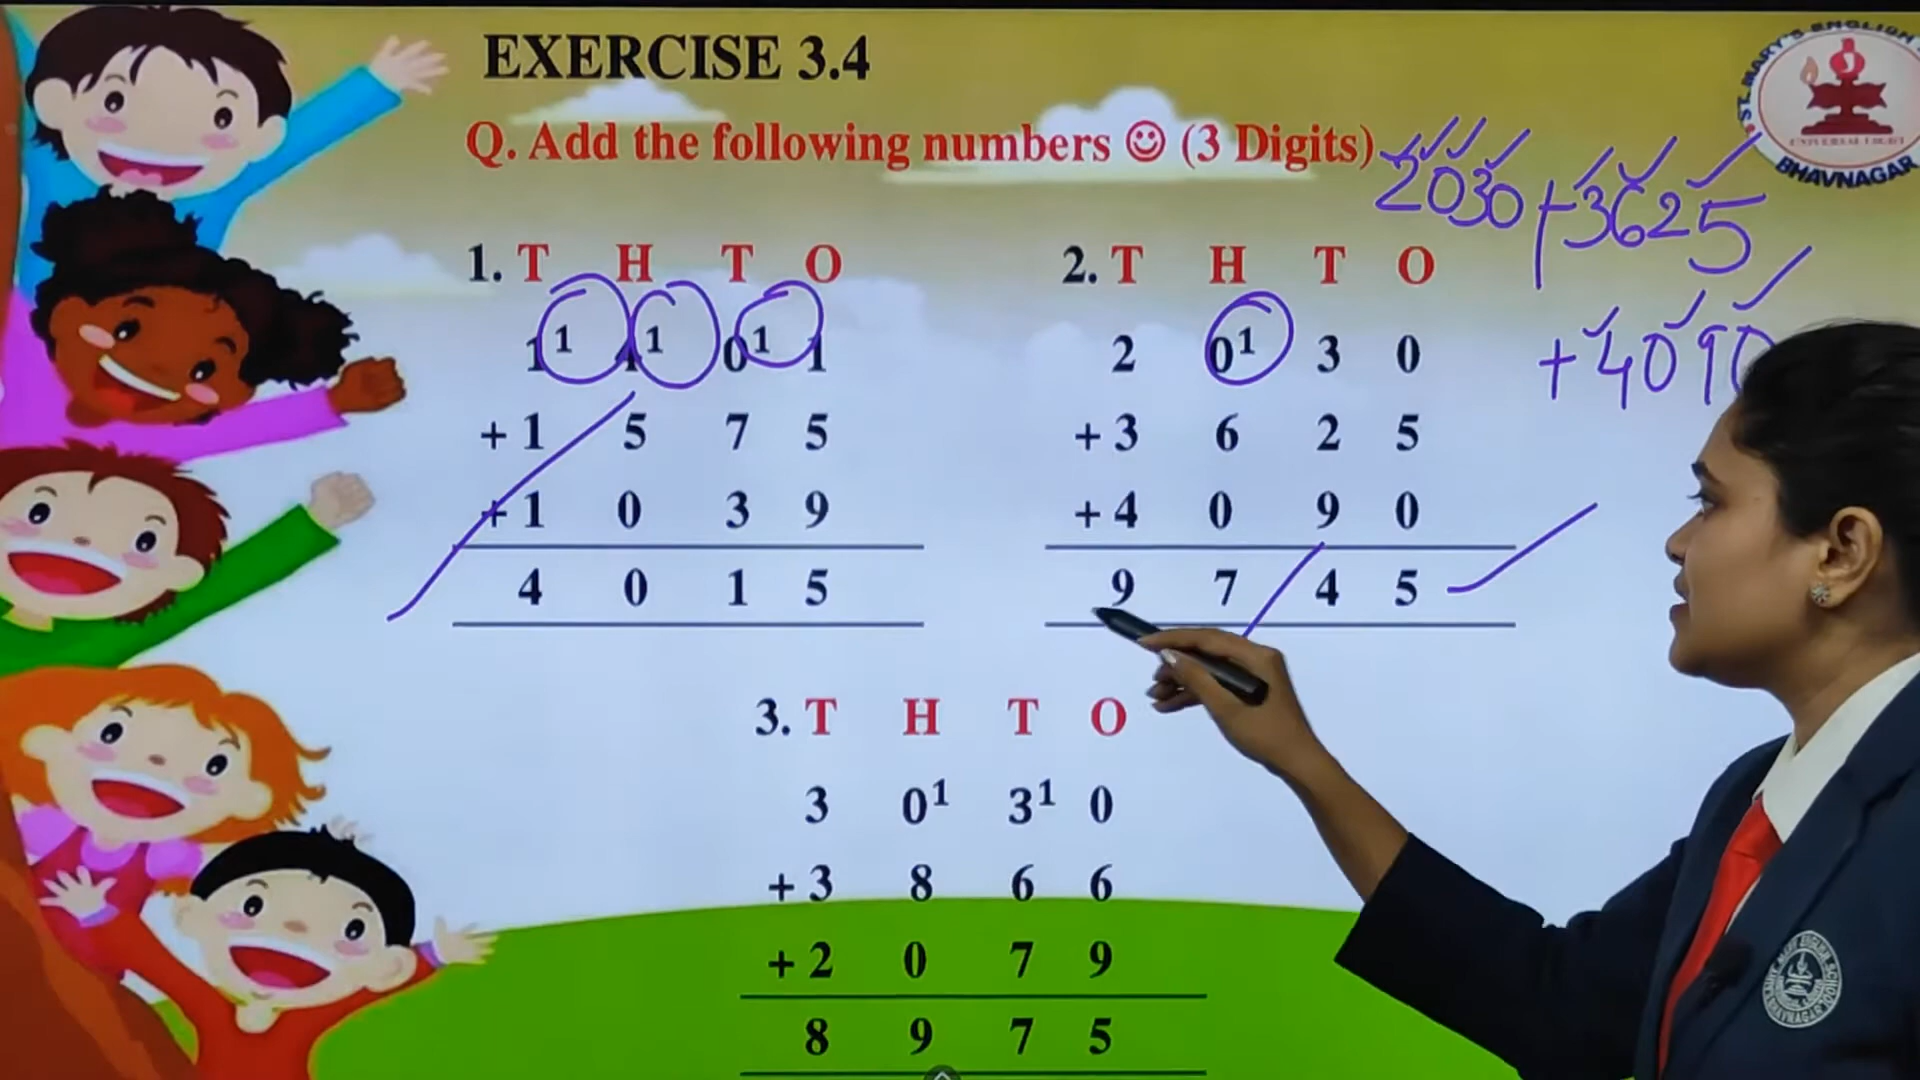 EXERCISE 3.4
Q. Add the following numbers ☺ (3 Digits)
2030 + 3625
+ 4090
ST. MARY'S ENGLISH
UNIVERSAL LIGHT
BHAVNAGAR
1. T H T O
1¹ 4¹ 0¹ 1
+ 1 5 7 5
+ 1 0 3 9
4 0 1 5
2. T H T O
2 0¹ 3 0
+ 3 6 2 5
+ 4 0 9 0
9 7 4 5
3. T H T O
3 0¹ 3¹ 0
+ 3 8 6 6
+ 2 0 7 9
8 9 7 5